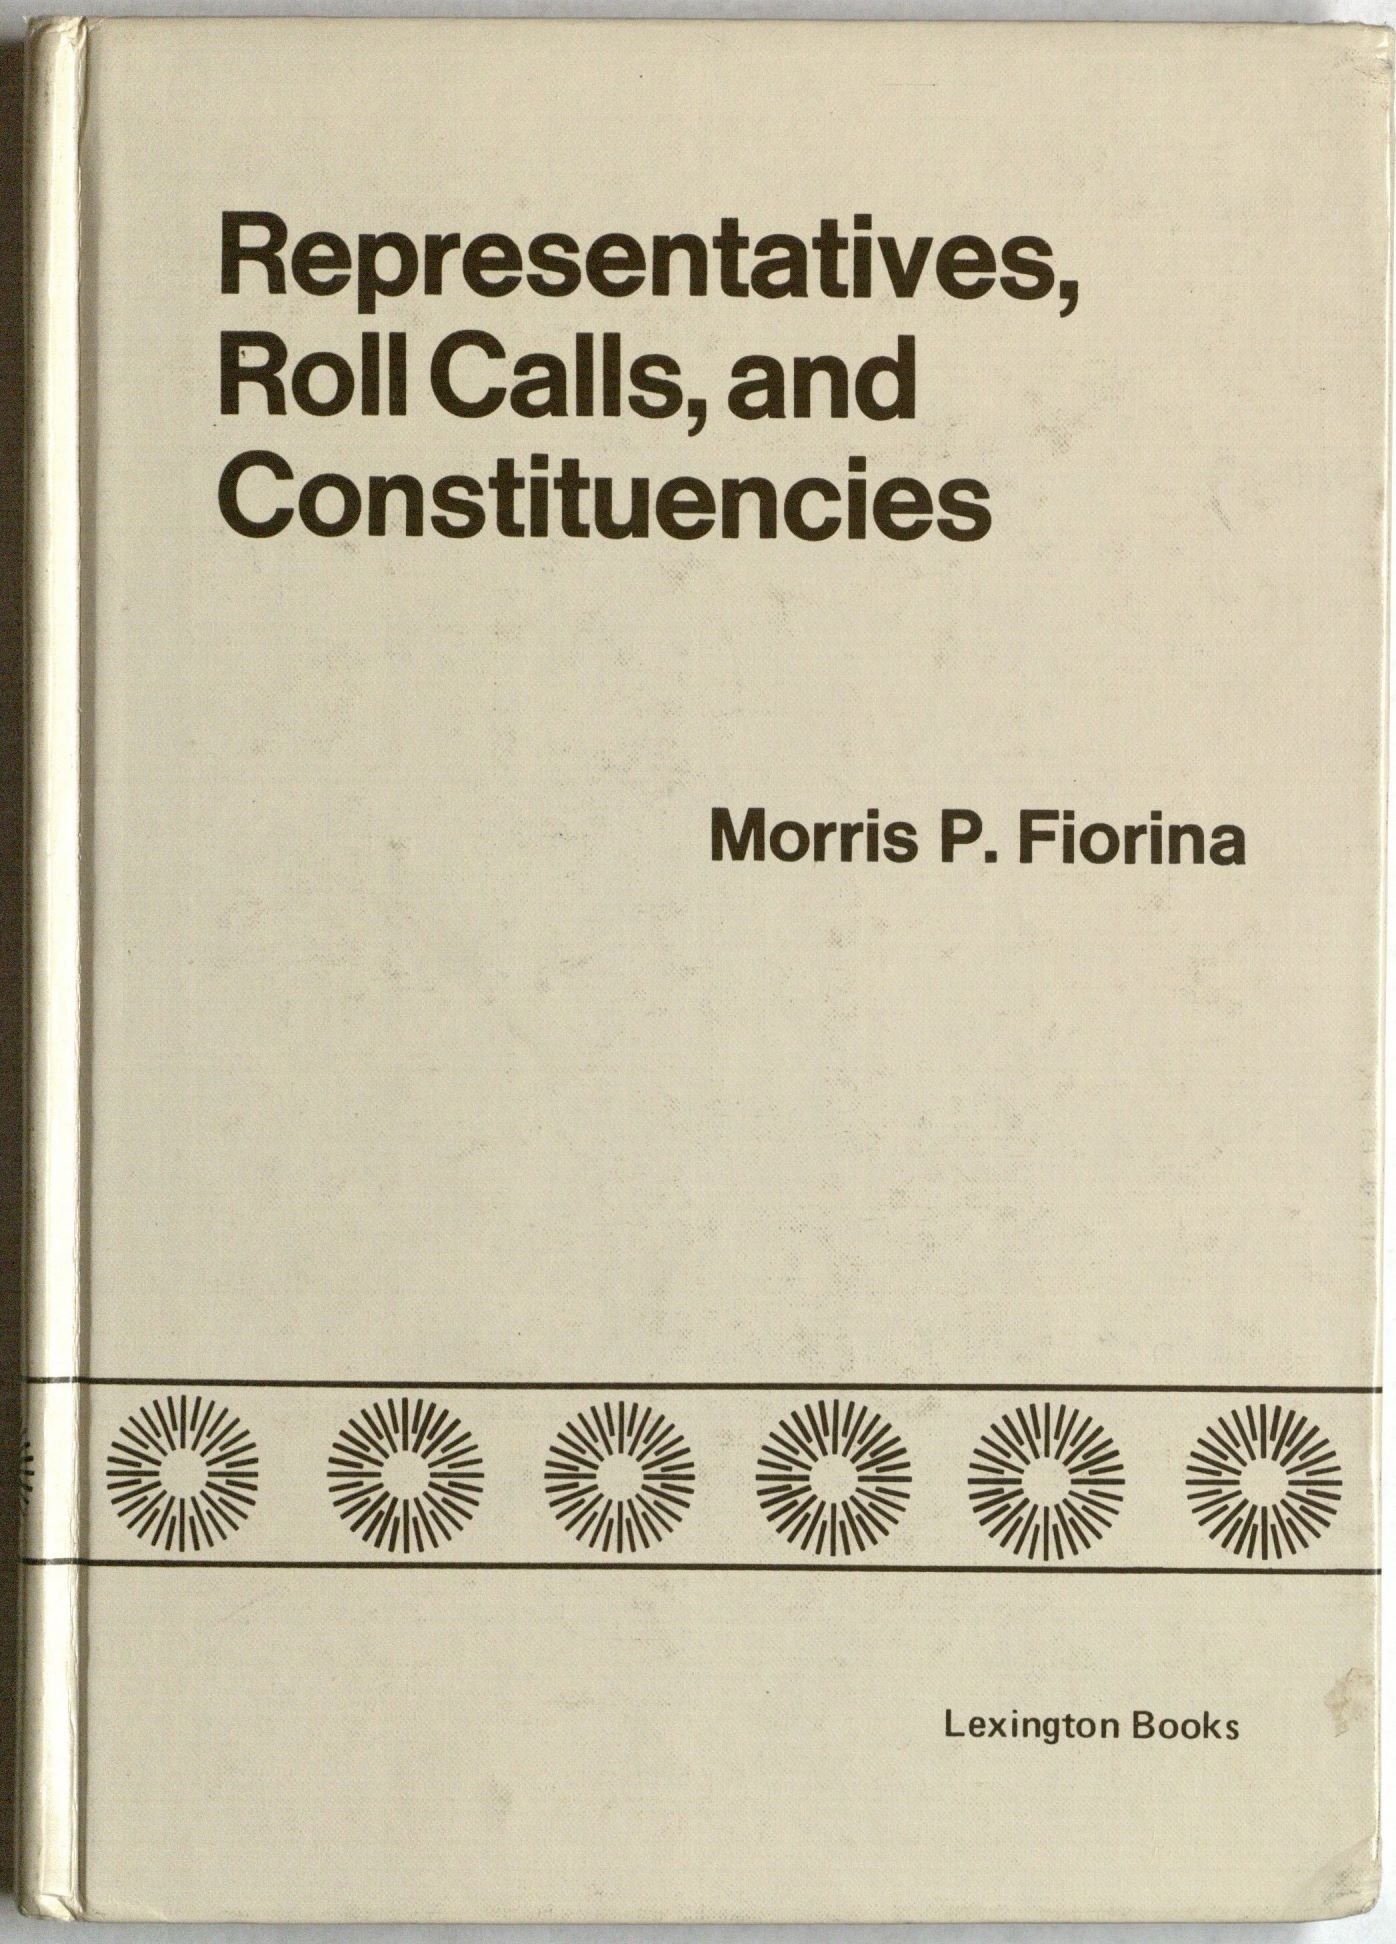 Representatives,
Roll Calls, and
Constituencies
Morris P. Fiorina
Lexington Books